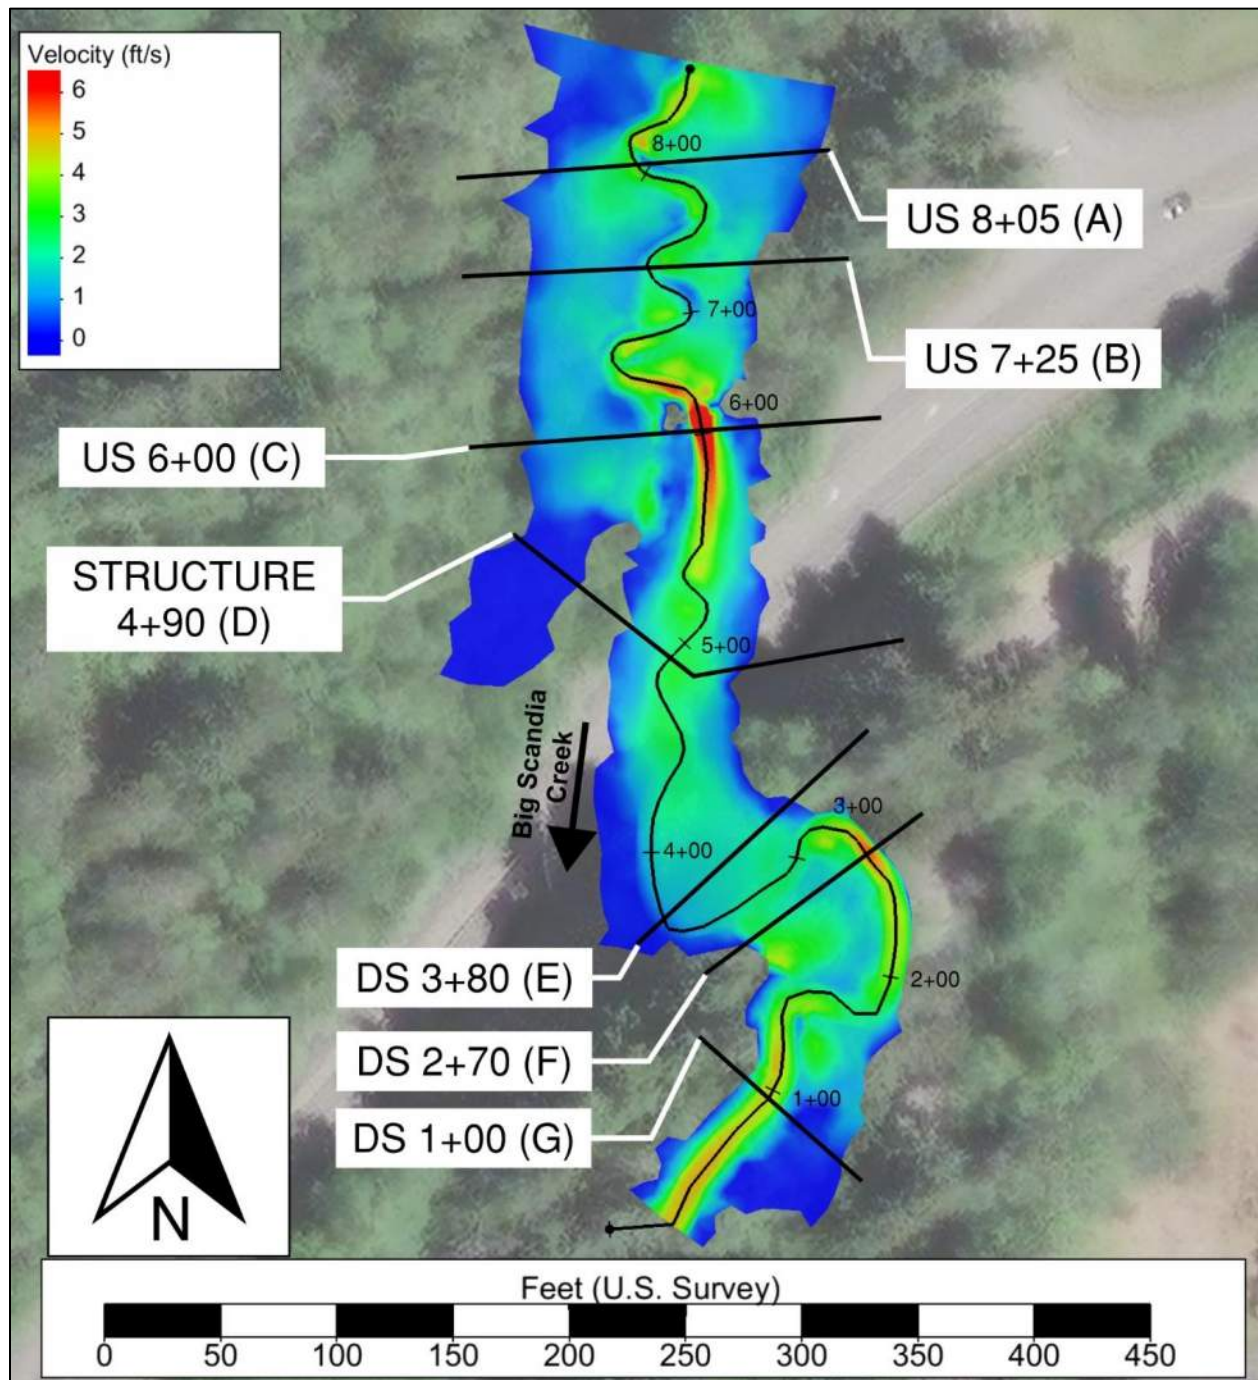 Velocity (ft/s)
6
5
4
3
2
1
0
8+00
US 8+05 (A)
7+00
US 7+25 (B)
6+00
US 6+00 (C)
STRUCTURE
4+90 (D)
5+00
Big Scandia
Creek
3+00
4+00
DS 3+80 (E)
2+00
DS 2+70 (F)
1+00
DS 1+00 (G)
N
Feet (U.S. Survey)
0 50 100 150 200 250 300 350 400 450